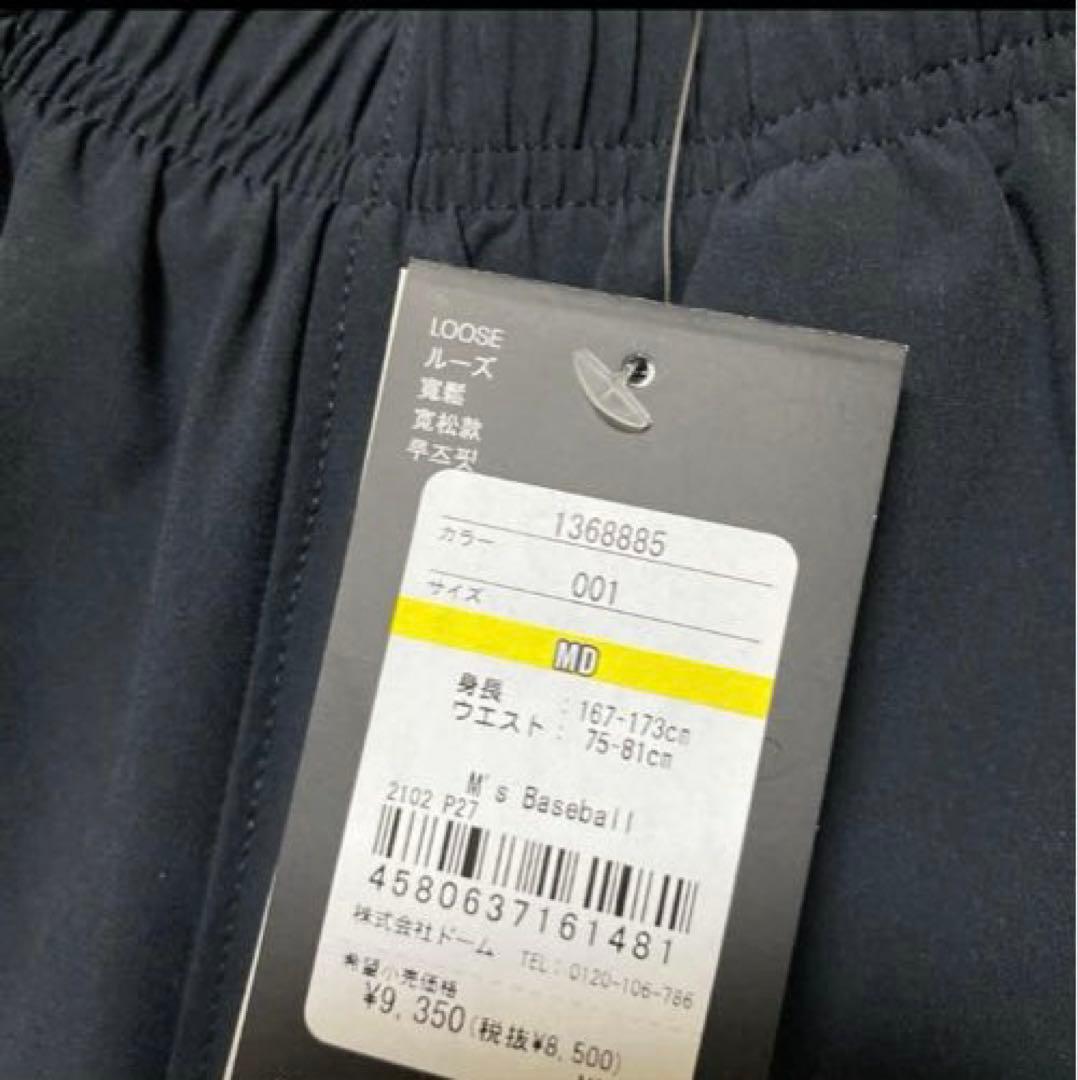 LOOSE
ルーズ
寬鬆
宽松款
루즈핏
1368885
カラー
001
サイズ
MD
身長 : 167-173cm
ウエスト : 75-81cm
M's Baseball
2102 P27
4580637161481
株式会社ドーム TEL: 0120-106-786
希望小売価格
¥9,350(税抜¥8,500)